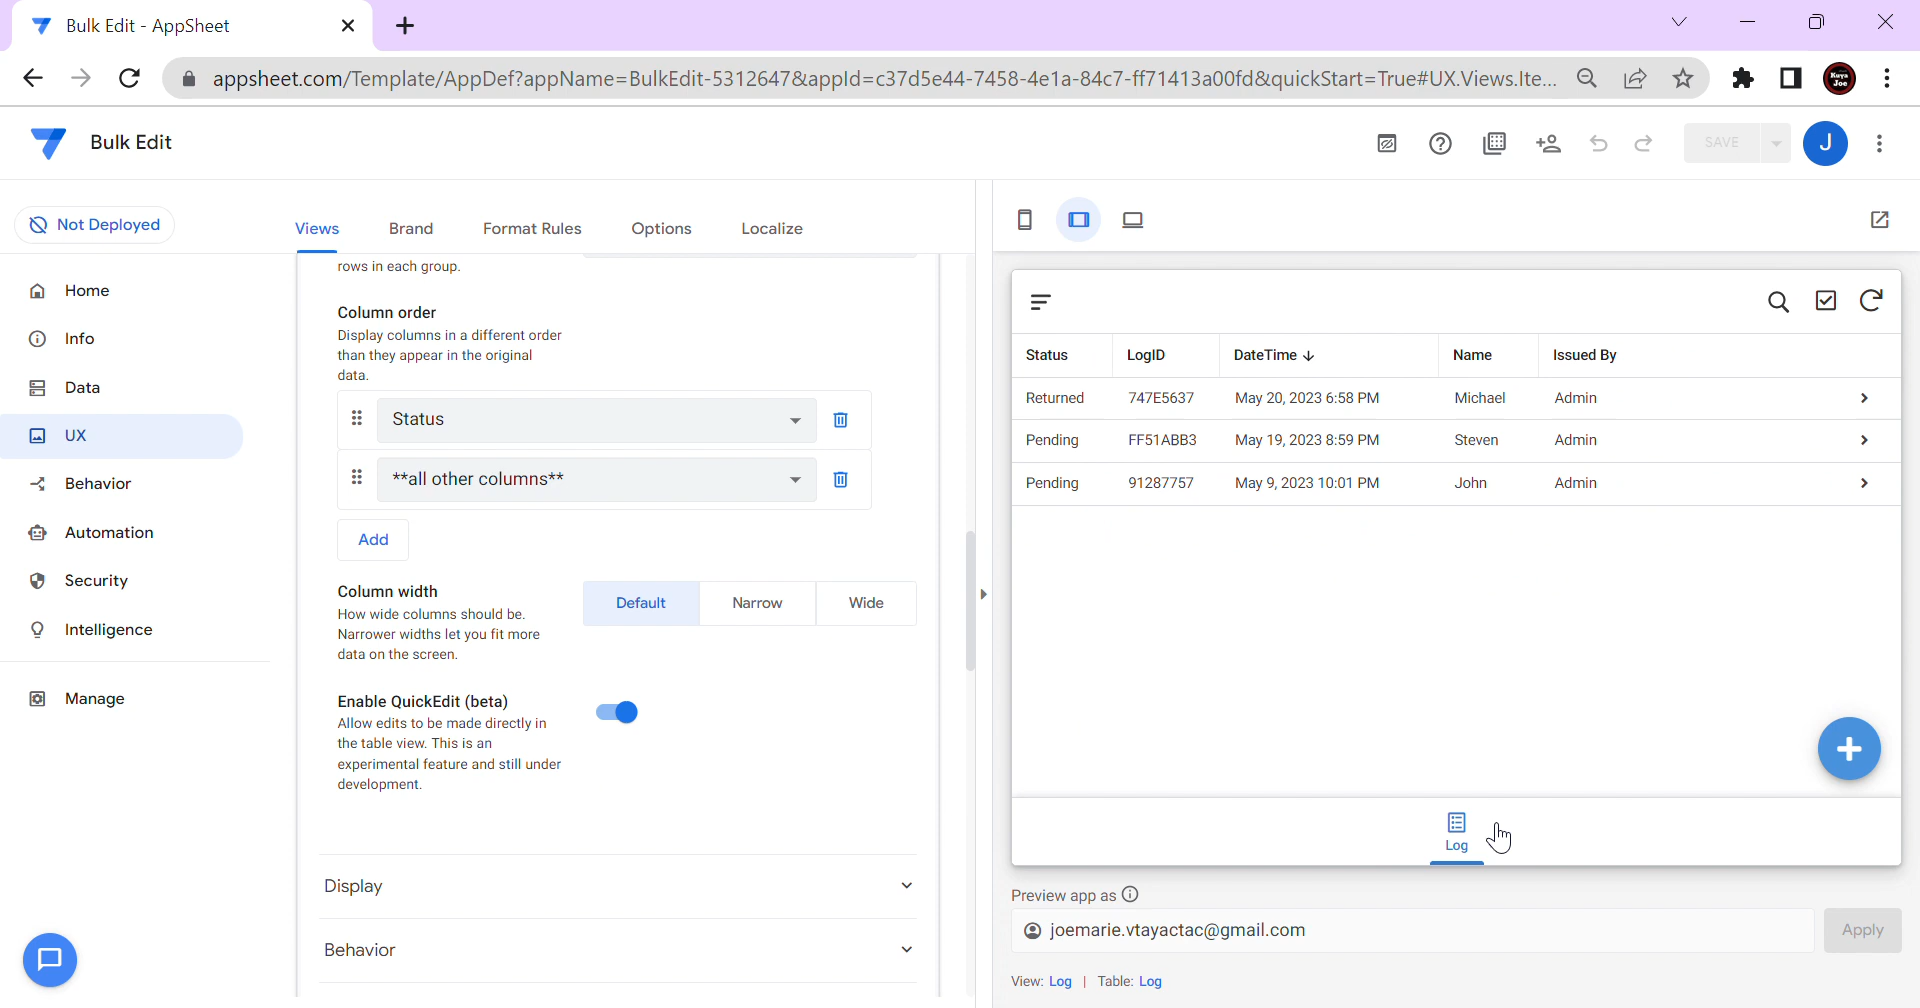 Bulk Edit - AppSheet
appsheet.com/Template/AppDef?appName=BulkEdit-5312647&appId=c37d5e44-7458-4e1a-84c7-ff71413a00fd&quickStart=True#UX.Views.Ite...
Kuya
Joe
Bulk Edit
SAVE
J
Not Deployed
Views
Brand
Format Rules
Options
Localize
Home
Info
Data
UX
Behavior
Automation
Security
Intelligence
Manage
rows in each group.
Column order
Display columns in a different order
than they appear in the original
data.
Status
**all other columns**
Add
Column width
How wide columns should be.
Narrower widths let you fit more
data on the screen.
Default
Narrow
Wide
Enable QuickEdit (beta)
Allow edits to be made directly in
the table view. This is an
experimental feature and still under
development.
Display
Behavior
Status LogID DateTime Name Issued By
Returned 747E5637 May 20, 2023 6:58 PM Michael Admin
Pending FF51ABB3 May 19, 2023 8:59 PM Steven Admin
Pending 91287757 May 9, 2023 10:01 PM John Admin
Log
Preview app as
joemarie.vtayactac@gmail.com
Apply
View: Log | Table: Log